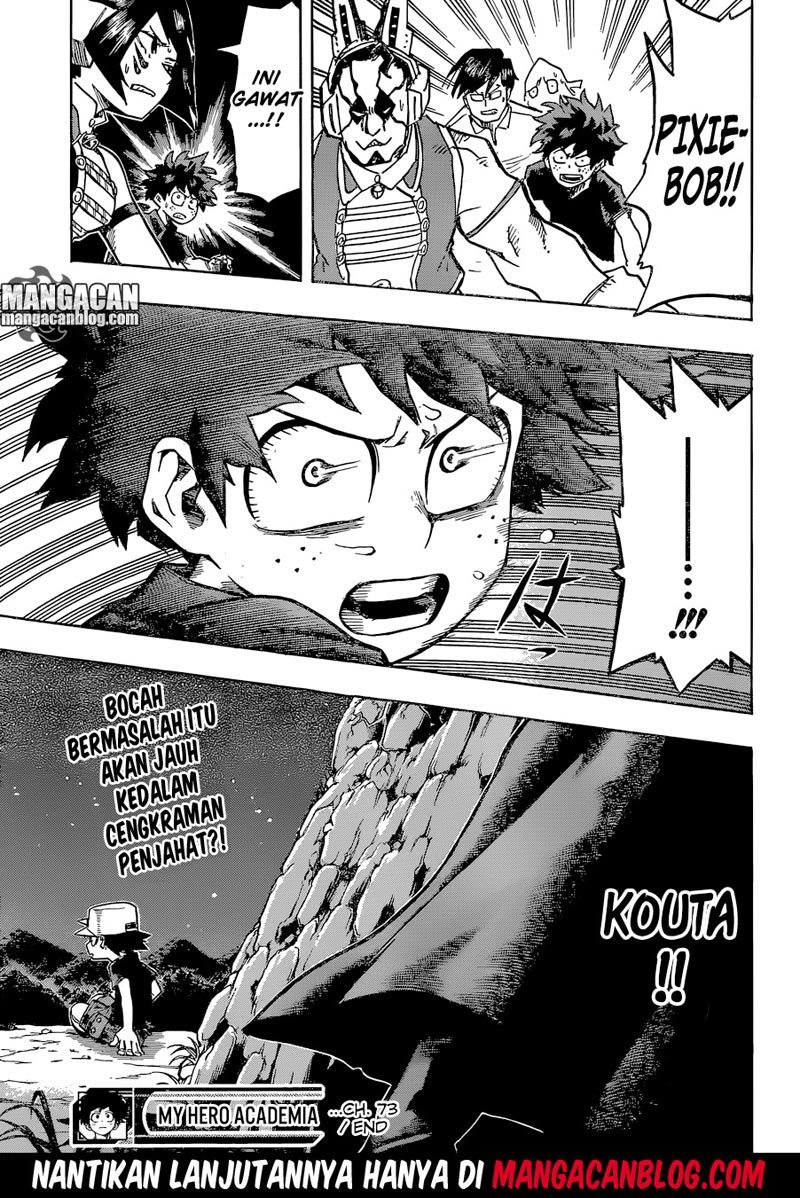 PIXIE-
BOB!!
INI
GAWAT
...!!
MANGACAN
mangacanblog.com
—...!!!
は
BOCAH
BERMASALAH ITU
AKAN JAUH
KEDALAM
CENGKRAMAN
PENJAHAT?!
KOUTA
!!
MY HERO ACADEMIA
...CH. 73
/ END
NANTIKAN LANJUTANNYA HANYA DI MANGACANBLOG.COM